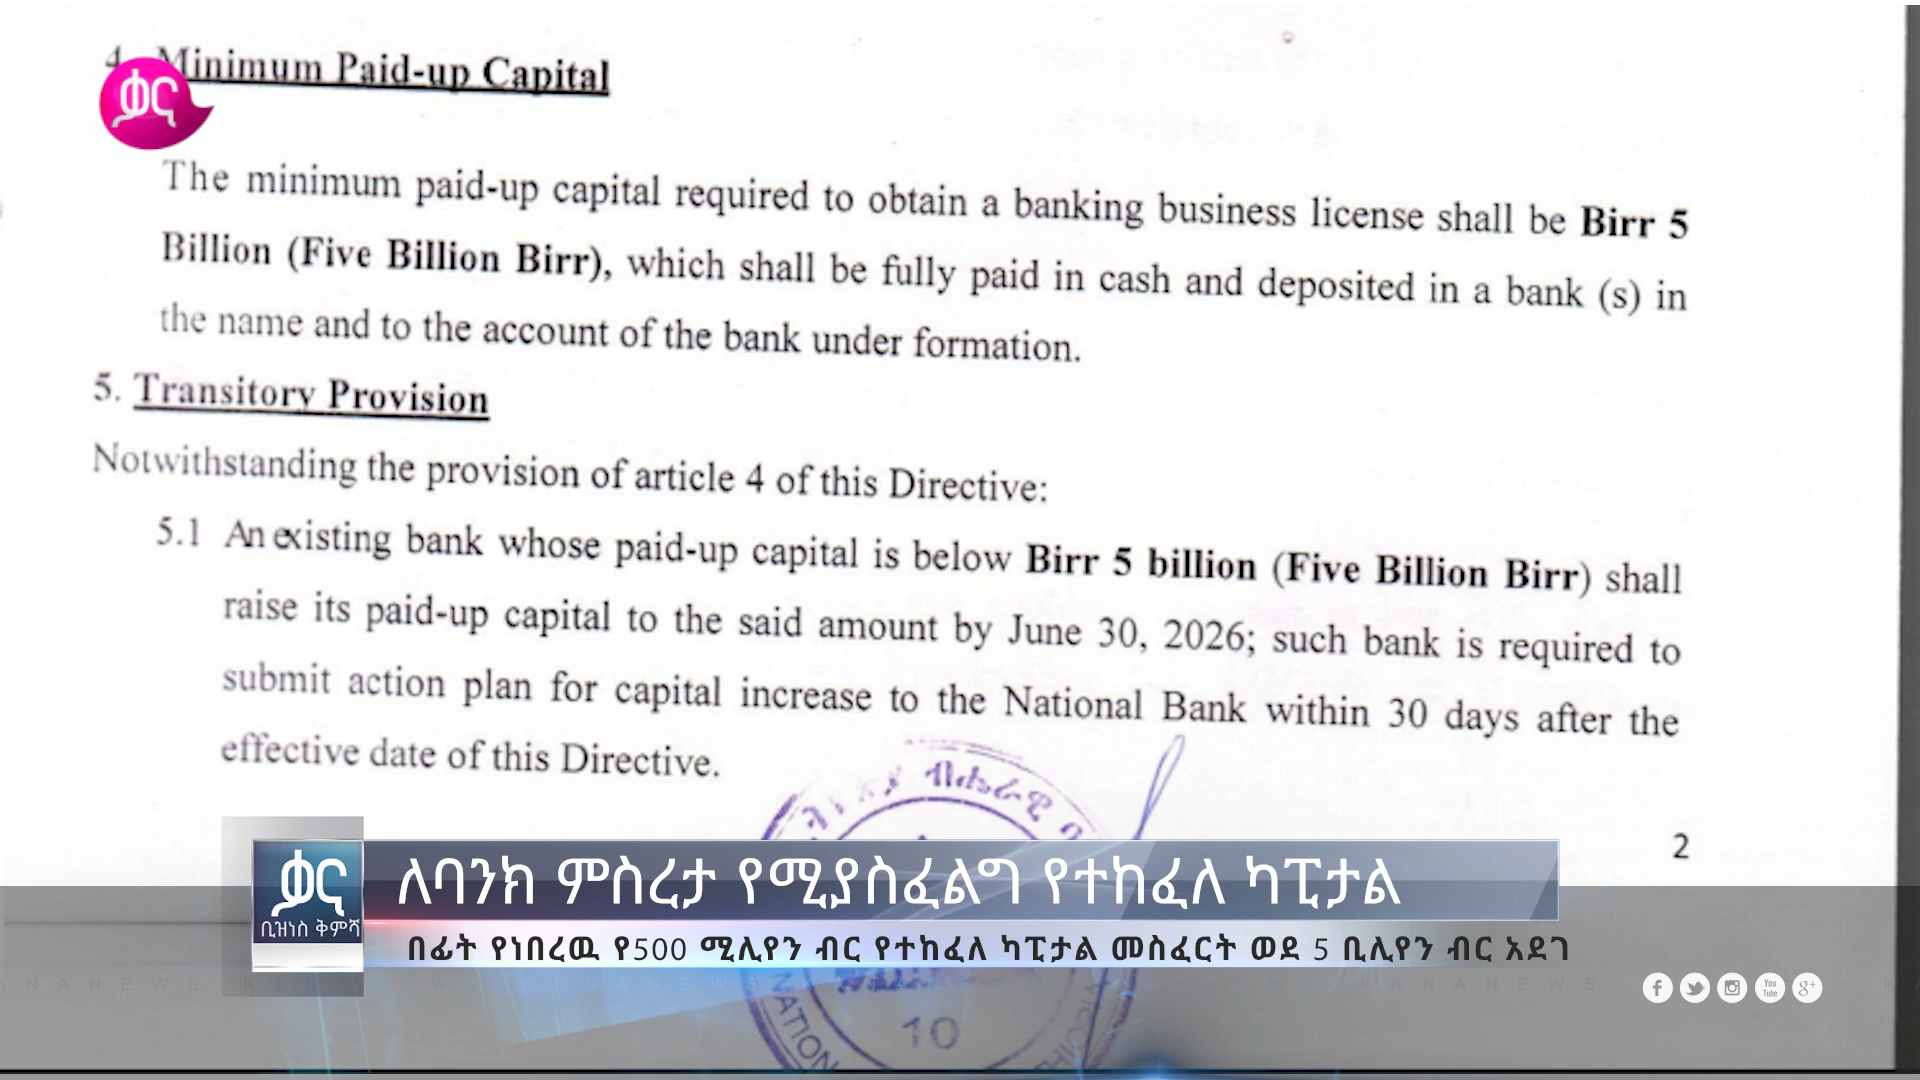 4. Minimum Paid-up Capital
ቃና
The minimum paid-up capital required to obtain a banking business license shall be Birr 5
Billion (Five Billion Birr), which shall be fully paid in cash and deposited in a bank (s) in
the name and to the account of the bank under formation.
5. Transitory Provision
Notwithstanding the provision of article 4 of this Directive:
5.1 An existing bank whose paid-up capital is below Birr 5 billion (Five Billion Birr) shall
raise its paid-up capital to the said amount by June 30, 2026; such bank is required to
submit action plan for capital increase to the National Bank within 30 days after the
effective date of this Directive.
ብሔራዊ
2
ቃና
ቢዝነስ ቅምሻ
ለባንክ ምስረታ የሚያስፈልግ የተከፈለ ካፒታል
በፊት የነበረዉ የ500 ሚሊየን ብር የተከፈለ ካፒታል መስፈርት ወደ 5 ቢሊየን ብር አደገ
KANANEWS
KANANEWS
NATION
10
You Tube
g+